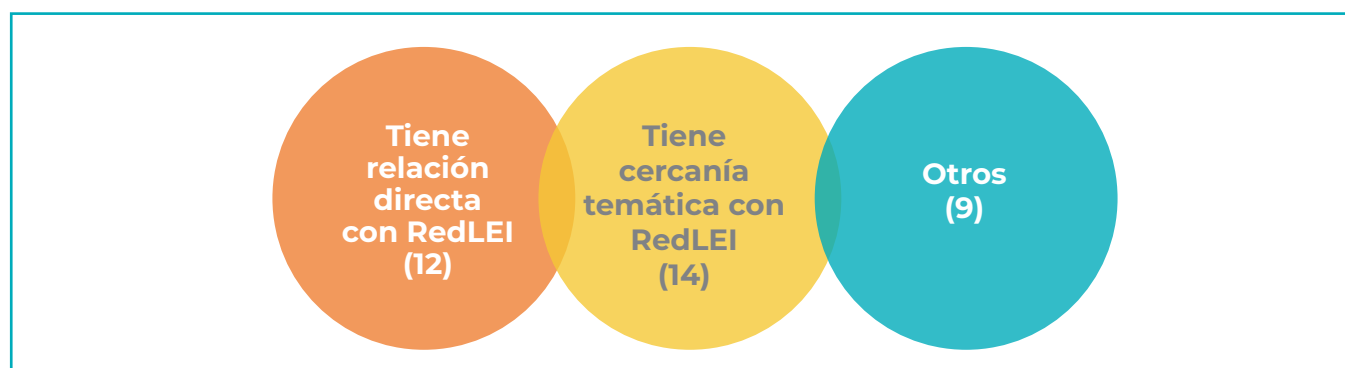 Tiene
relación
directa
con RedLEI
(12)
Tiene
cercanía
temática con
RedLEI
(14)
Otros
(9)